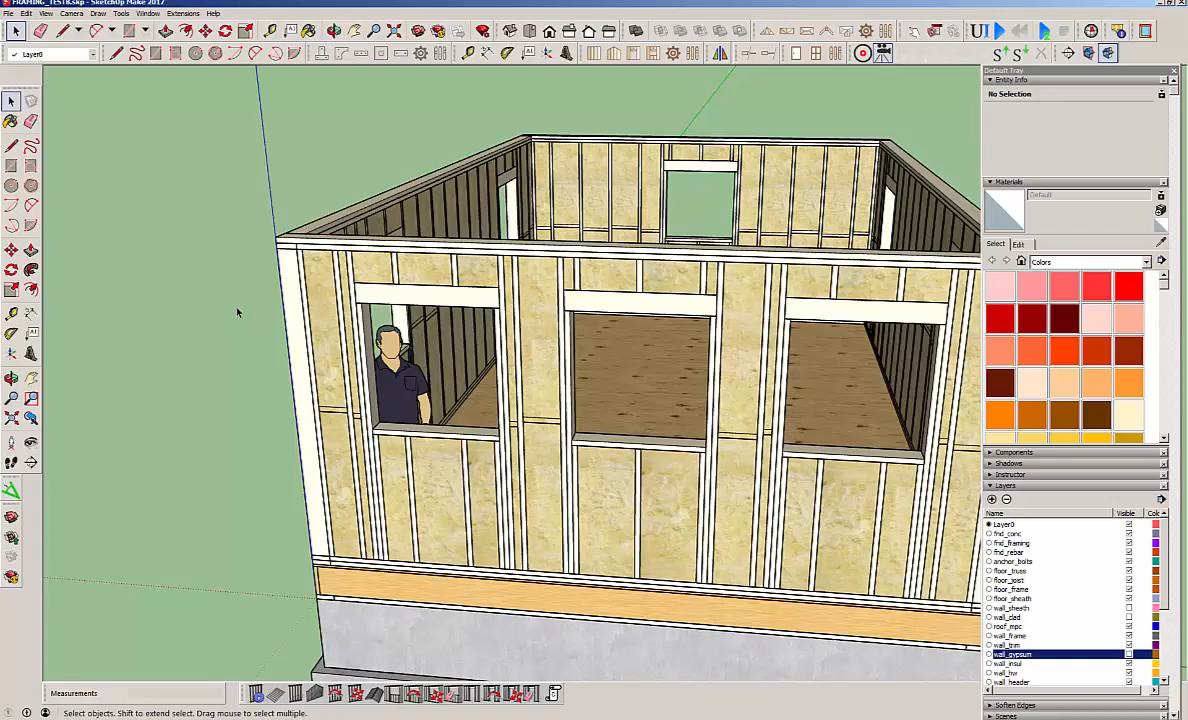 FRAMING_TEST8.skp - SketchUp Make 2017
File Edit View Camera Draw Tools Window Extensions Help
Layer0
UI
Default Tray
Entity Info
No Selection
Materials
Default
Select Edit
Colors
Components
Shadows
Instructor
Layers
Name Visible Col
Layer0
fnd_conc
fnd_framing
fnd_rebar
anchor_bolts
floor_truss
floor_joist
floor_frame
floor_sheath
wall_sheath
wall_clad
roof_mpc
wall_frame
wall_trim
wall_gypsum
wall_insul
wall_hw
wall_header
Soft Edges
Scenes
Measurements
Select objects. Shift to extend select. Drag mouse to select multiple.